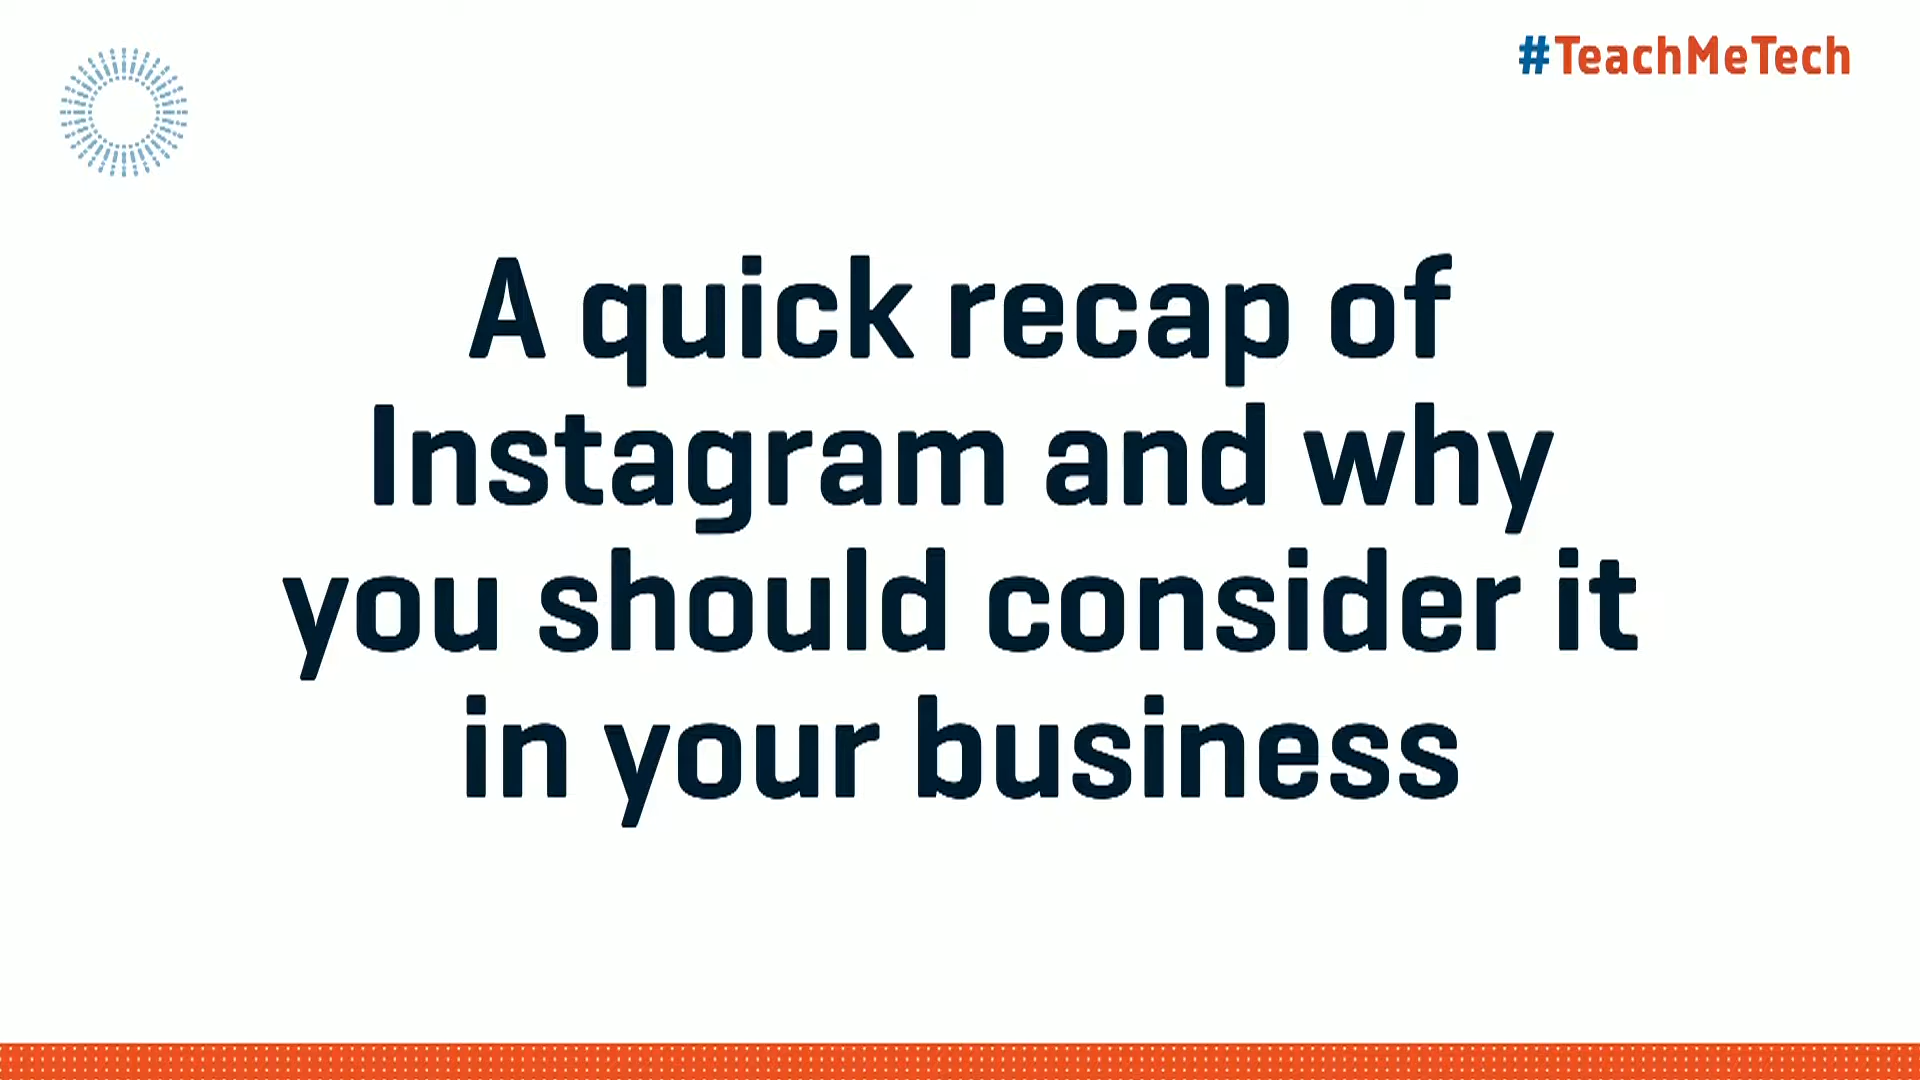 #TeachMeTech
A quick recap of
Instagram and why
you should consider it
in your business